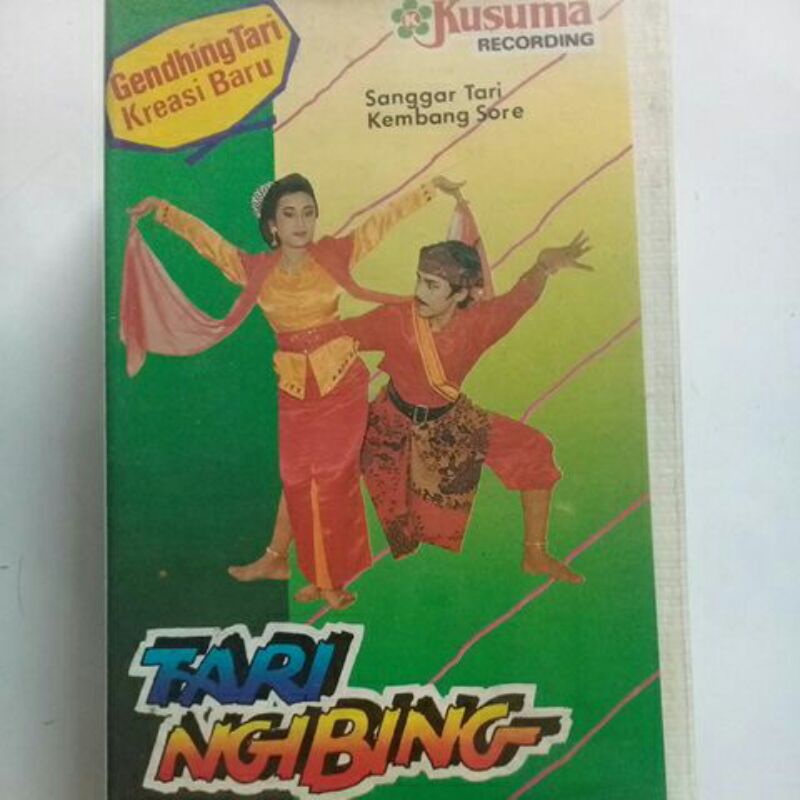 Gendhing Tari
Kreasi Baru
K Kusuma
RECORDING
Sanggar Tari
Kembang Sore
TARI
NGIBING